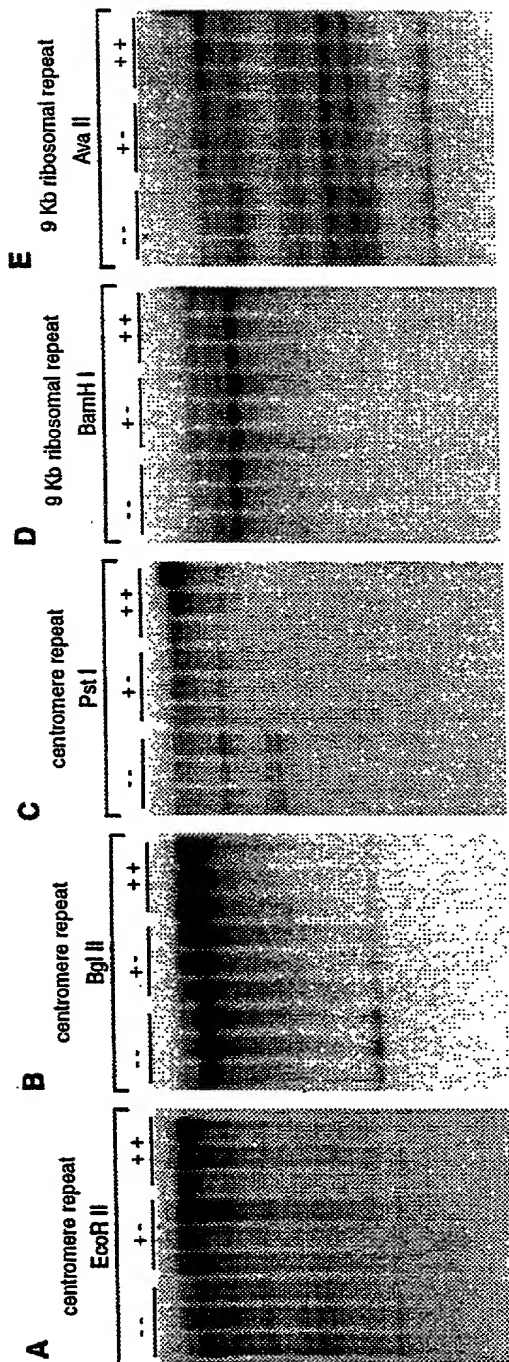 A
centromere repeat
EcoR II
-- +- ++
B
centromere repeat
Bgl II
-- +- ++
C
centromere repeat
Pst I
-- +- ++
D
9 Kb ribosomal repeat
BamH I
-- +- ++
E
9 Kb ribosomal repeat
Ava II
-- +- ++